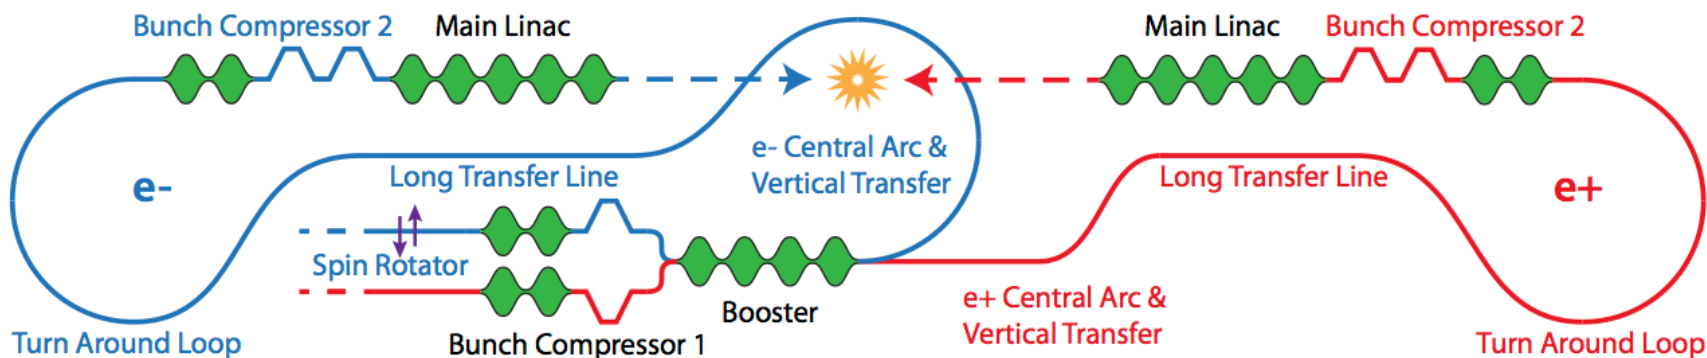 Bunch Compressor 2
Main Linac
Main Linac
Bunch Compressor 2
e- Central Arc &
Vertical Transfer
e-
Long Transfer Line
Long Transfer Line
e+
Spin Rotator
Booster
e+ Central Arc &
Vertical Transfer
Turn Around Loop
Bunch Compressor 1
Turn Around Loop